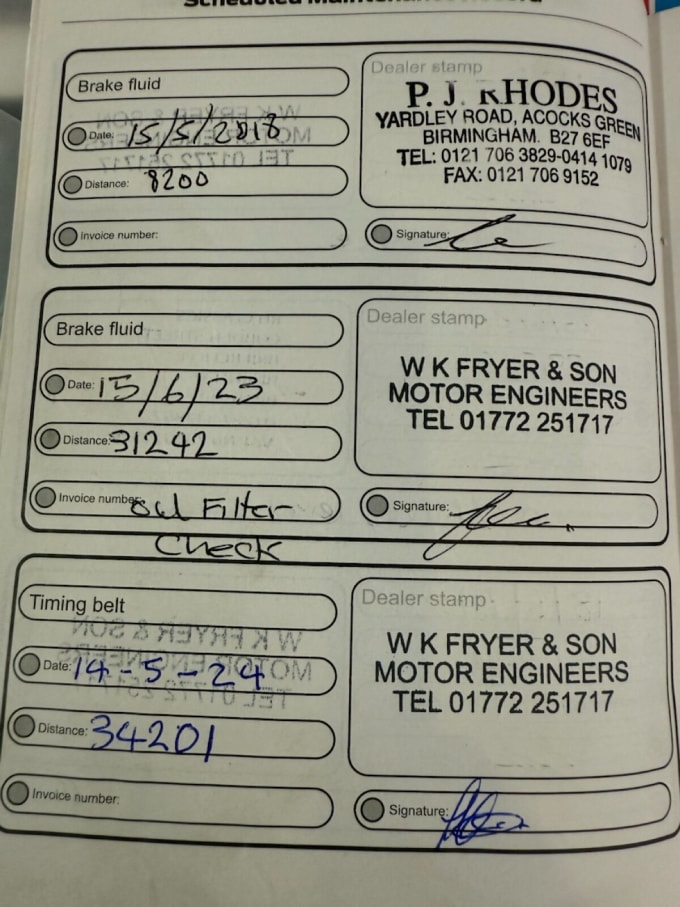 Scheduled Maintenance Record
Brake fluid
Date: 15/5/2018
Distance: 8200
Invoice number:
Dealer stamp
P. J. RHODES
YARDLEY ROAD, ACOCKS GREEN
BIRMINGHAM. B27 6EF
TEL: 0121 706 3829-0414 1079
FAX: 0121 706 9152
Signature:
Brake fluid
Date: 15/6/23
Distance: 31242
Invoice number: oil Filter
Check
Dealer stamp
W K FRYER & SON
MOTOR ENGINEERS
TEL 01772 251717
Signature:
Timing belt
Date: 14-5-24
Distance: 34201
Invoice number:
Dealer stamp
W K FRYER & SON
MOTOR ENGINEERS
TEL 01772 251717
Signature: